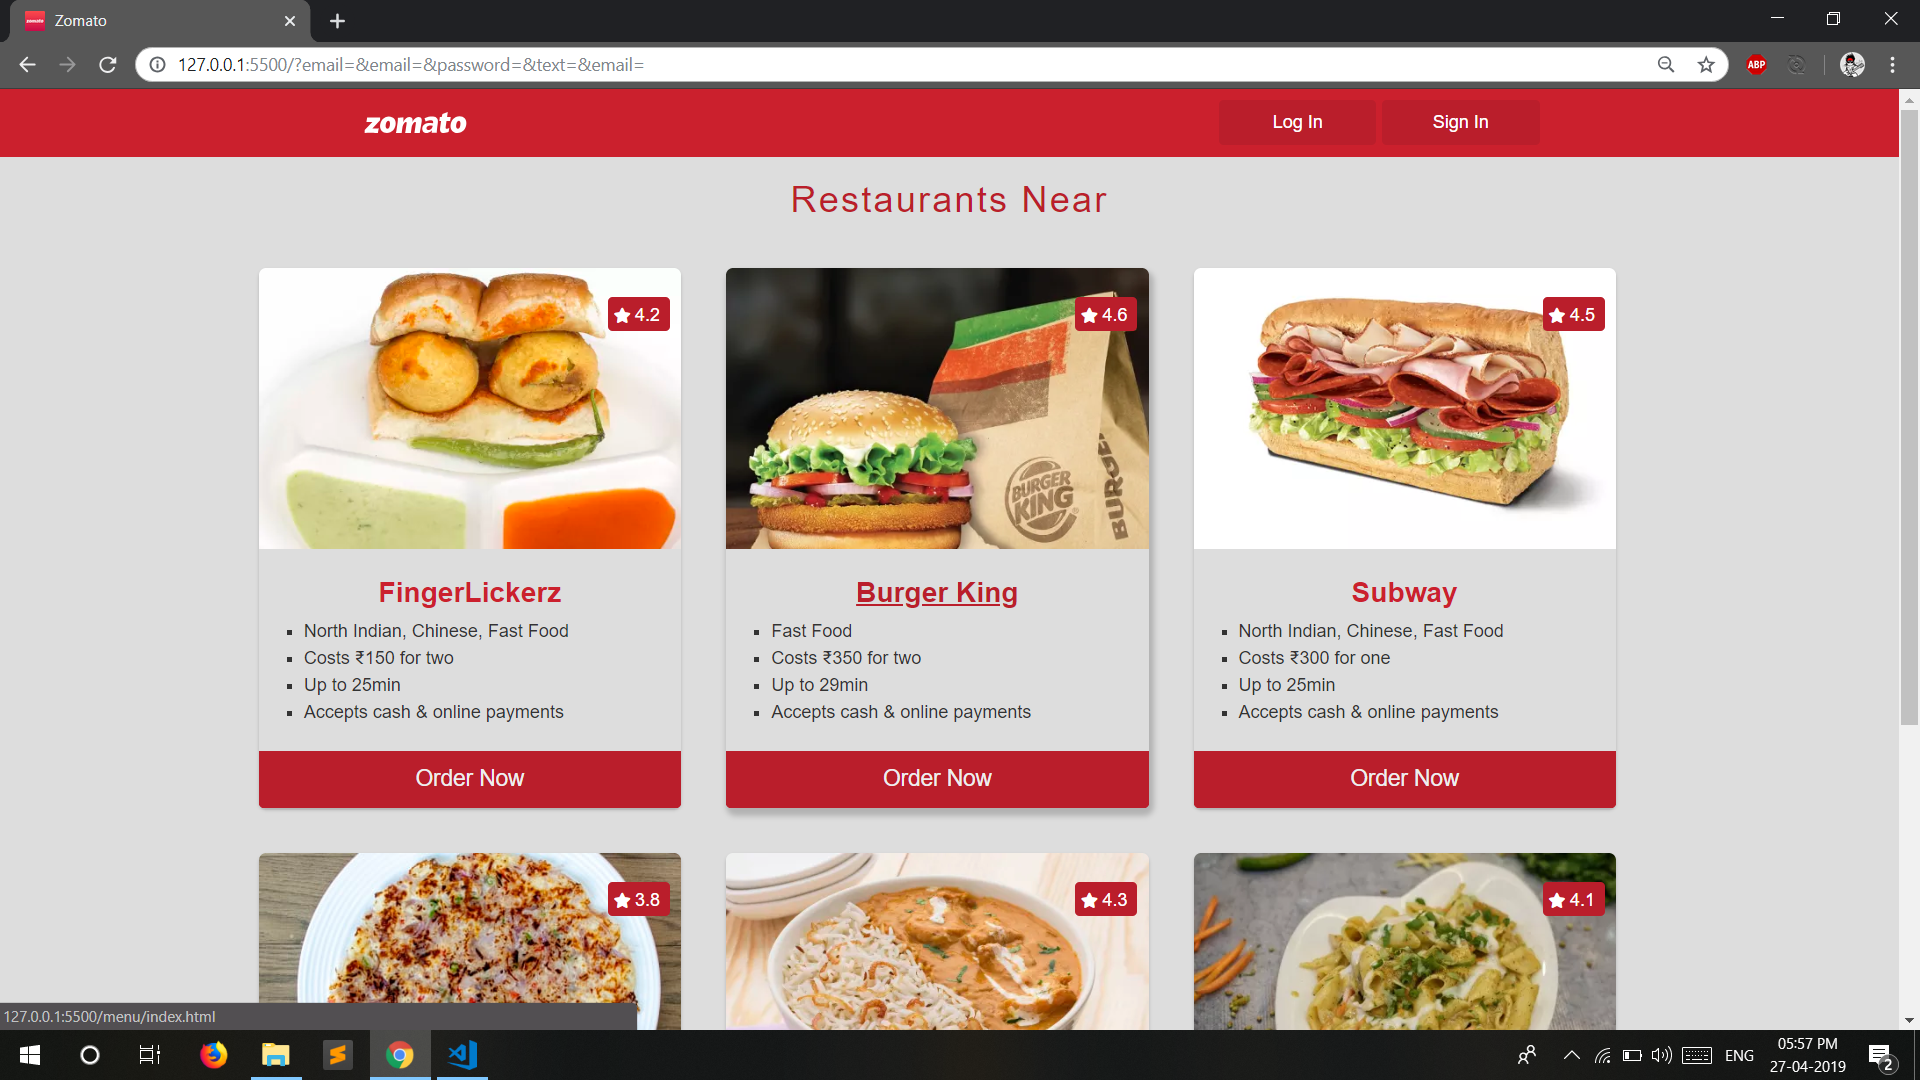 Zomato
127.0.0.1:5500/?email=&email=&password=&text=&email=
ABP
zomato
Log In
Sign In
Restaurants Near
4.2
4.6
4.5
BURGER KING
BURGER
FingerLickerz
North Indian, Chinese, Fast Food
Costs ₹150 for two
Up to 25min
Accepts cash & online payments
Order Now
Burger King
Fast Food
Costs ₹350 for two
Up to 29min
Accepts cash & online payments
Order Now
Subway
North Indian, Chinese, Fast Food
Costs ₹300 for one
Up to 25min
Accepts cash & online payments
Order Now
3.8
4.3
4.1
127.0.0.1:5500/menu/index.html
ENG
05:57 PM
27-04-2019
2